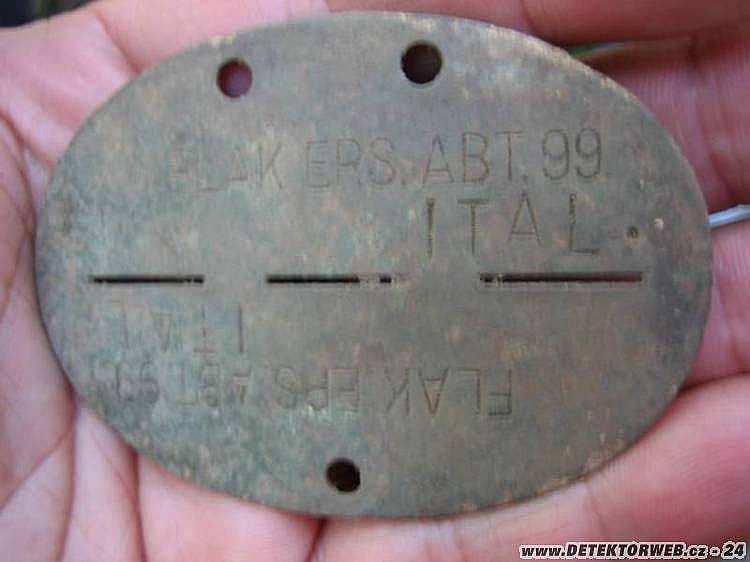 FLAK ERS. ABT. 99.
ITAL.
ITAL
FLAK ERS. ABT. 99.
www.DETEKTORWEB.cz - 24